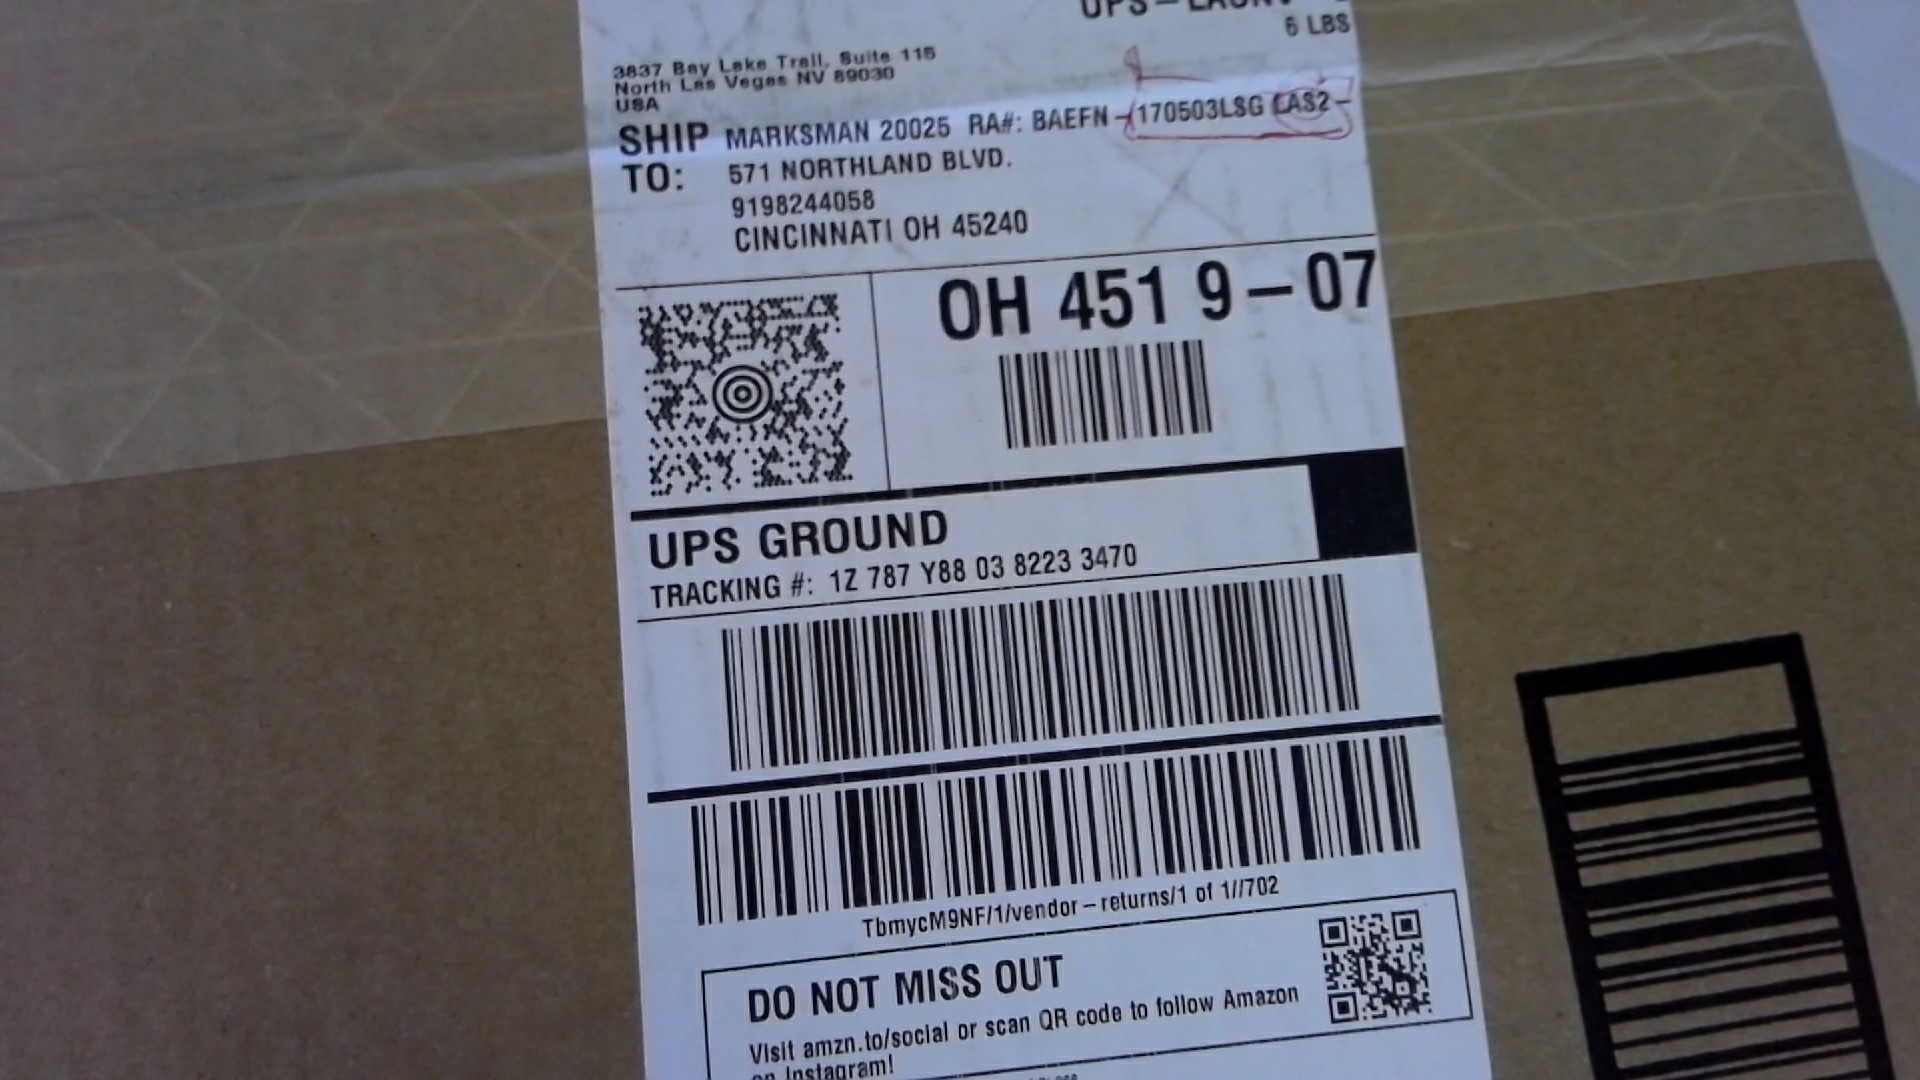 6 LBS
3837 Bay Lake Trail, Suite 115
North Las Vegas NV 89030
USA
SHIP TO:
MARKSMAN 20025 RA#: BAEFN-170503LSG LAS2-
571 NORTHLAND BLVD.
9198244058
CINCINNATI OH 45240
OH 451 9-07
UPS GROUND
TRACKING #: 1Z 787 Y88 03 8223 3470
TbmycM9NF/1/vendor-returns/1 of 1//702
DO NOT MISS OUT
Visit amzn.to/social or scan QR code to follow Amazon
on Instagram!